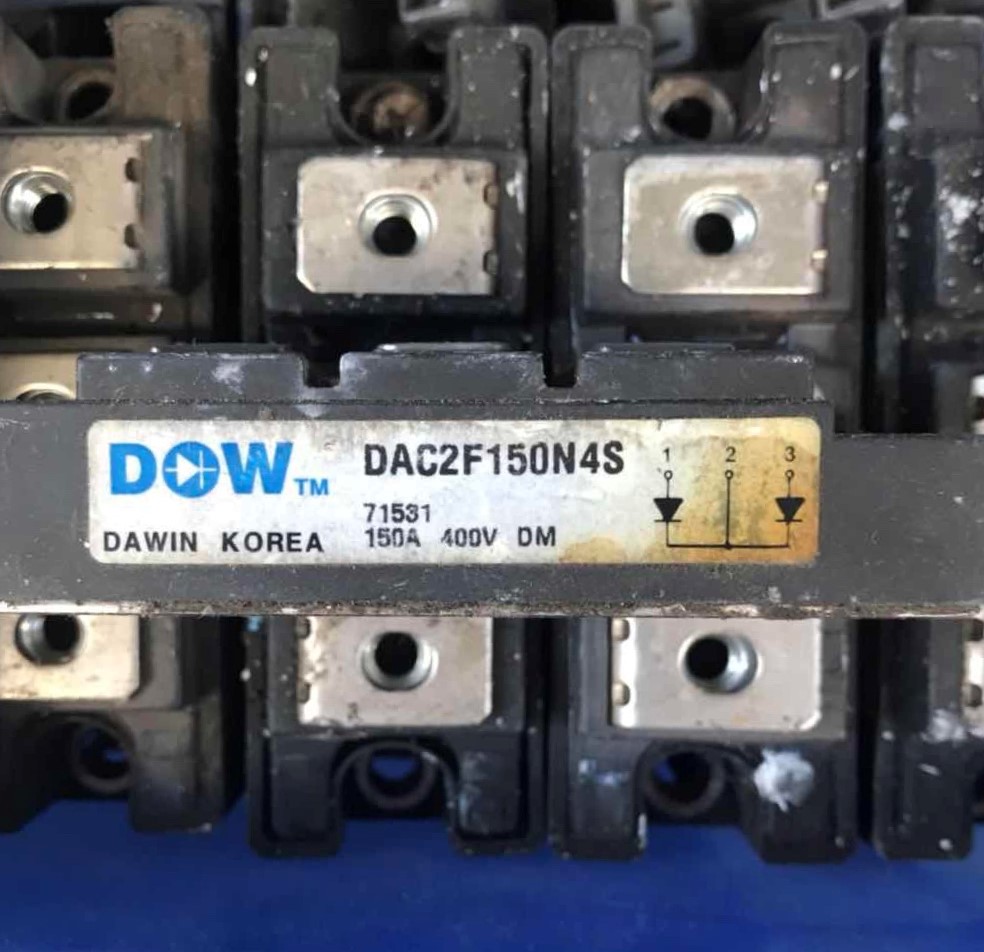 DOW™ DAC2F150N4S
71531
DAWIN KOREA 150A 400V DM
1 2 3